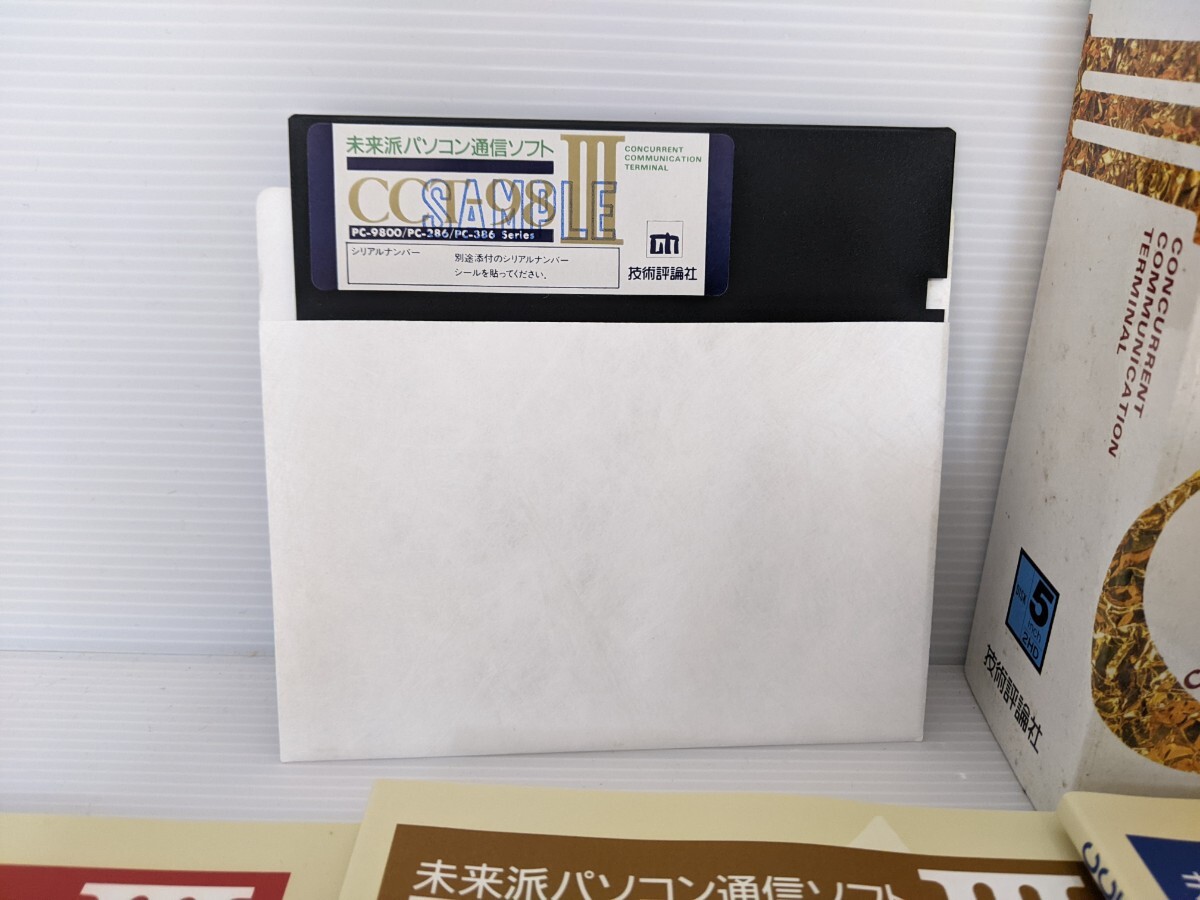 未来派パソコン通信ソフト
III
CONCURRENT
COMMUNICATION
TERMINAL
CCT-98
SAMPLE
PC-9800/PC-286/PC-386 Series
シリアルナンバー
別途添付のシリアルナンバー
シールを貼ってください。
技術評論社
CONCURRENT
COMMUNICATION
TERMINAL
DISK 5 inch 2HD
技術評論社
未来派パソコン通信ソフト
III